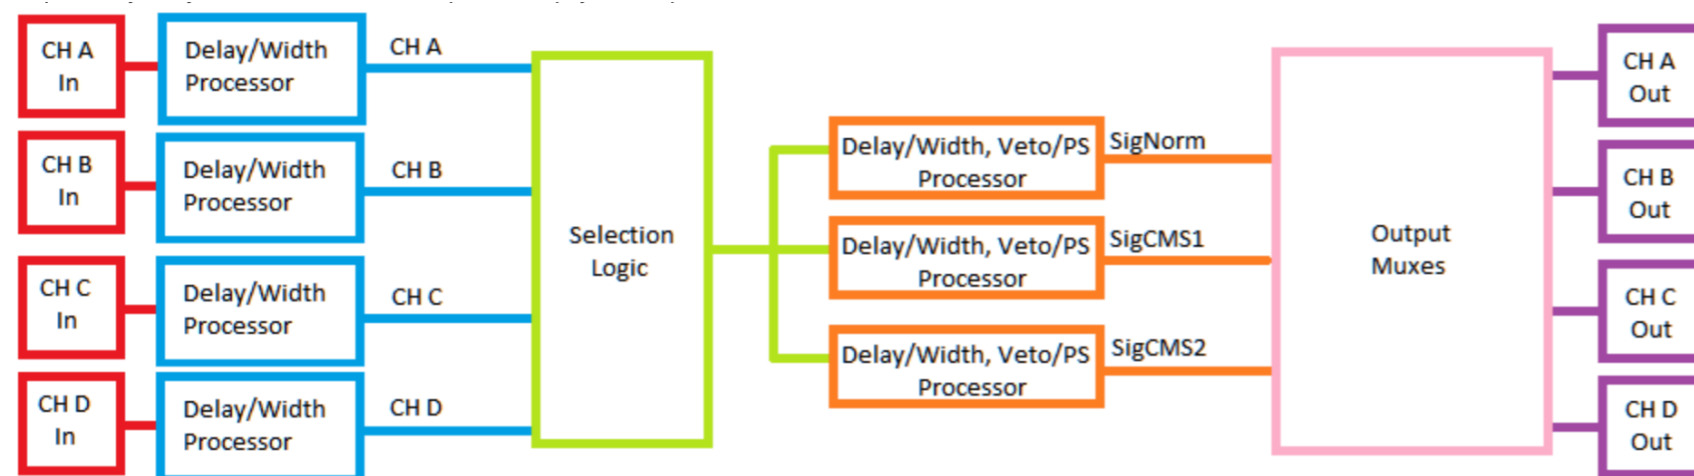 CH A
In
Delay/Width
Processor
CH A
CH B
In
Delay/Width
Processor
CH B
CH C
In
Delay/Width
Processor
CH C
CH D
In
Delay/Width
Processor
CH D
Selection
Logic
Delay/Width, Veto/PS
Processor
SigNorm
Delay/Width, Veto/PS
Processor
SigCMS1
Delay/Width, Veto/PS
Processor
SigCMS2
Output
Muxes
CH A
Out
CH B
Out
CH C
Out
CH D
Out